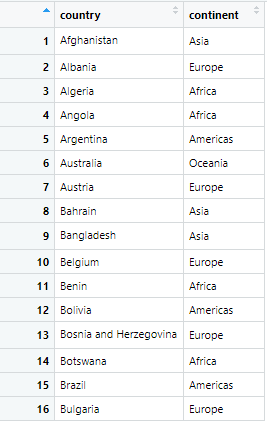 country continent
1 Afghanistan Asia
2 Albania Europe
3 Algeria Africa
4 Angola Africa
5 Argentina Americas
6 Australia Oceania
7 Austria Europe
8 Bahrain Asia
9 Bangladesh Asia
10 Belgium Europe
11 Benin Africa
12 Bolivia Americas
13 Bosnia and Herzegovina Europe
14 Botswana Africa
15 Brazil Americas
16 Bulgaria Europe